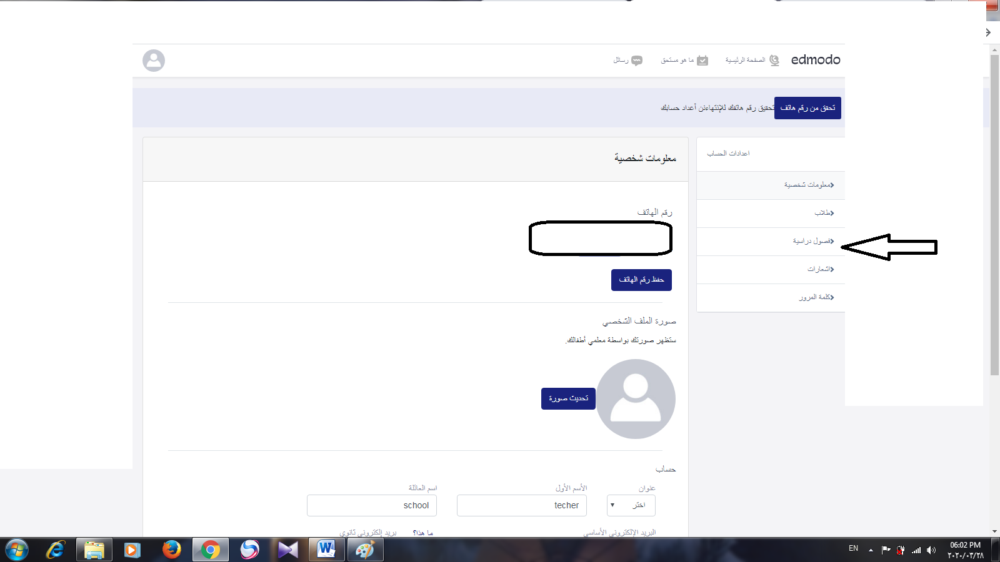 edmodo
الصفحة الرئيسية
ما هو مستحق
رسائل
تحقق من رقم هاتف
تحقيق رقم هاتفك للإنتهاءتن آعداد حسابك
اعدادات الحساب
معلومات شخصية
طلاب
فصول دراسية
اشعارات
كلمة المرور
معلومات شخصية
رقم الهاتف
حفظ رقم الهاتف
صورة الملف الشخصي
ستظهر صورتك بواسطة معلمي أطفالك.
تحديث صورة
حساب
عنوان
الأسم الأول
اسم العائلة
اختر
techer
school
البريد الإلكتروني الأساسي
ما هذا؟
بريد إلكتروني ثانوي
EN
06:02 PM
٢٠٢٠/٠٣/٢٨